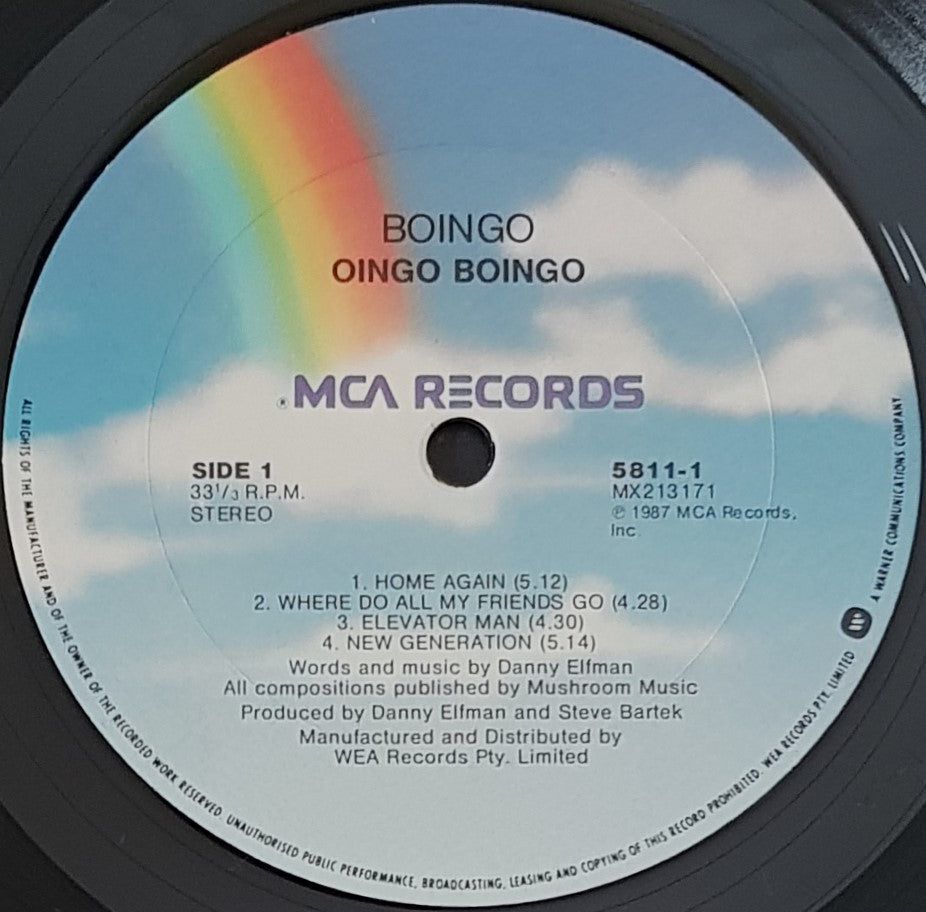 BOINGO
OINGO BOINGO
® MCA RECORDS
SIDE 1
33 1/3 R.P.M.
STEREO
5811-1
MX213171
℗ 1987 MCA Records,
Inc.
1. HOME AGAIN (5.12)
2. WHERE DO ALL MY FRIENDS GO (4.28)
3. ELEVATOR MAN (4.30)
4. NEW GENERATION (5.14)
Words and music by Danny Elfman
All compositions published by Mushroom Music
Produced by Danny Elfman and Steve Bartek
Manufactured and Distributed by
WEA Records Pty. Limited
ALL RIGHTS OF THE MANUFACTURER AND OF THE OWNER OF THE RECORDED WORK RESERVED. UNAUTHORISED PUBLIC PERFORMANCE, BROADCASTING, LEASING AND COPYING OF THIS RECORD PROHIBITED. WEA RECORDS PTY. LIMITED A WARNER COMMUNICATIONS COMPANY